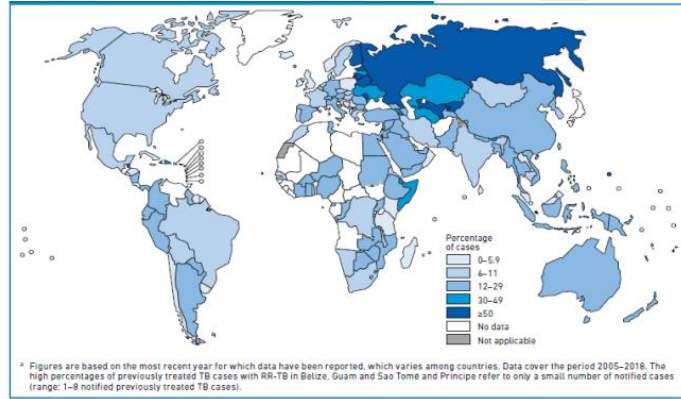 Percentage
of cases
0–5.9
6–11
12–29
30–49
≥50
No data
Not applicable
a Figures are based on the most recent year for which data have been reported, which varies among countries. Data cover the period 2005–2018. The
high percentages of previously treated TB cases with RR-TB in Belize, Guam and Sao Tomé and Principe refer to only a small number of notified cases
(range: 1–8 notified previously treated TB cases).